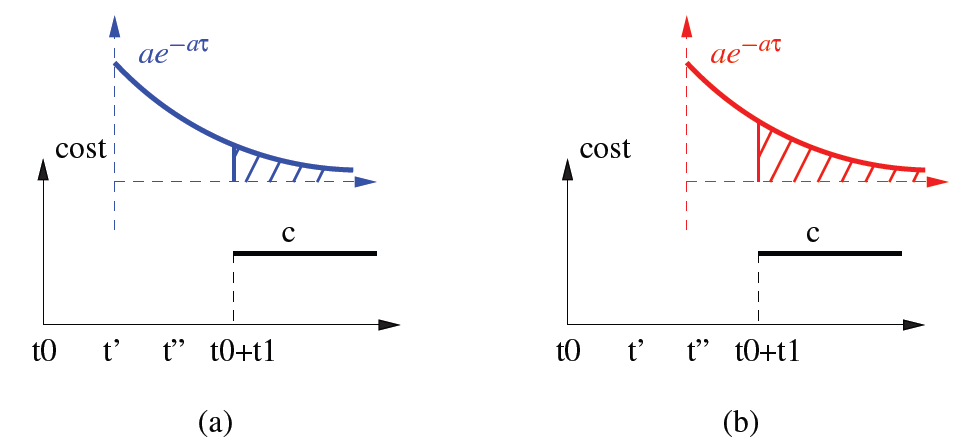 ae^{-aτ}
cost
c
t0 t' t'' t0+t1
(a)
ae^{-aτ}
cost
c
t0 t' t'' t0+t1
(b)